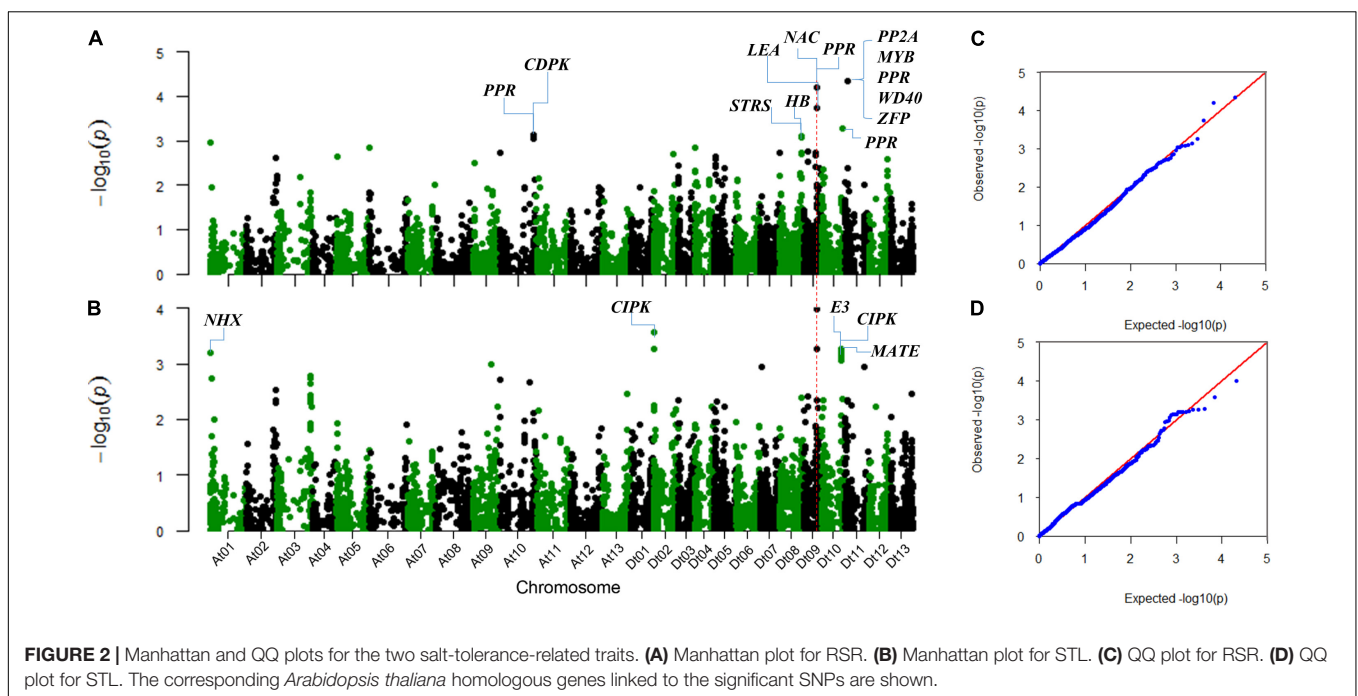 A
5
4
3
2
1
0
−log10(p)
PPR
CDPK
STRS
HB
LEA
NAC
PPR
PP2A
MYB
PPR
WD40
ZFP
PPR
B
4
3
2
1
0
−log10(p)
NHX
CIPK
E3
CIPK
MATE
At01 At02 At03 At04 At05 At06 At07 At08 At09 At10 At11 At12 At13 Dt01 Dt02 Dt03 Dt04 Dt05 Dt06 Dt07 Dt08 Dt09 Dt10 Dt11 Dt12 Dt13
Chromosome
C
Observed -log10(p)
5
4
3
2
1
0
0 1 2 3 4 5
Expected -log10(p)
D
Observed -log10(p)
5
4
3
2
1
0
0 1 2 3 4 5
Expected -log10(p)
FIGURE 2 | Manhattan and QQ plots for the two salt-tolerance-related traits. (A) Manhattan plot for RSR. (B) Manhattan plot for STL. (C) QQ plot for RSR. (D) QQ
plot for STL. The corresponding Arabidopsis thaliana homologous genes linked to the significant SNPs are shown.